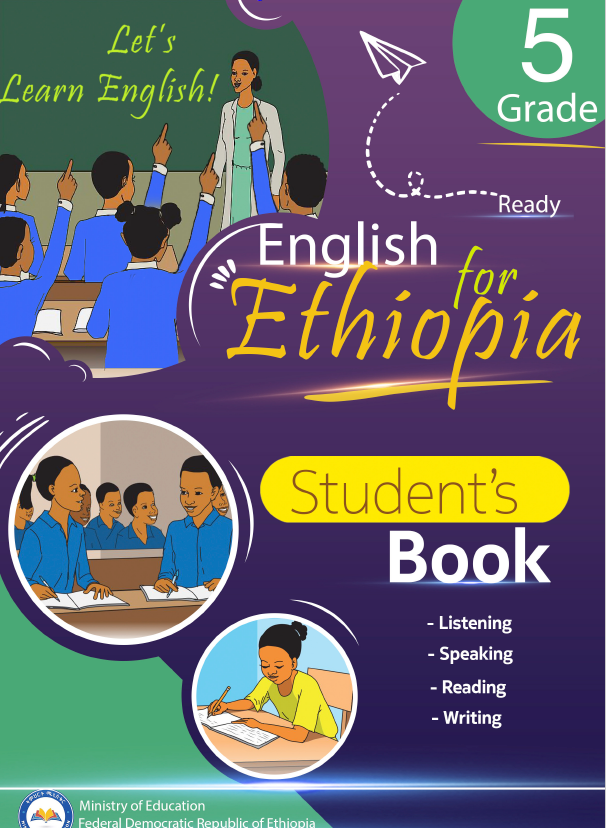 Let's
Learn English!
5
Grade
Ready
English
for
Ethiopia
Student's
Book
- Listening
- Speaking
- Reading
- Writing
Ministry of Education
Federal Democratic Republic of Ethiopia